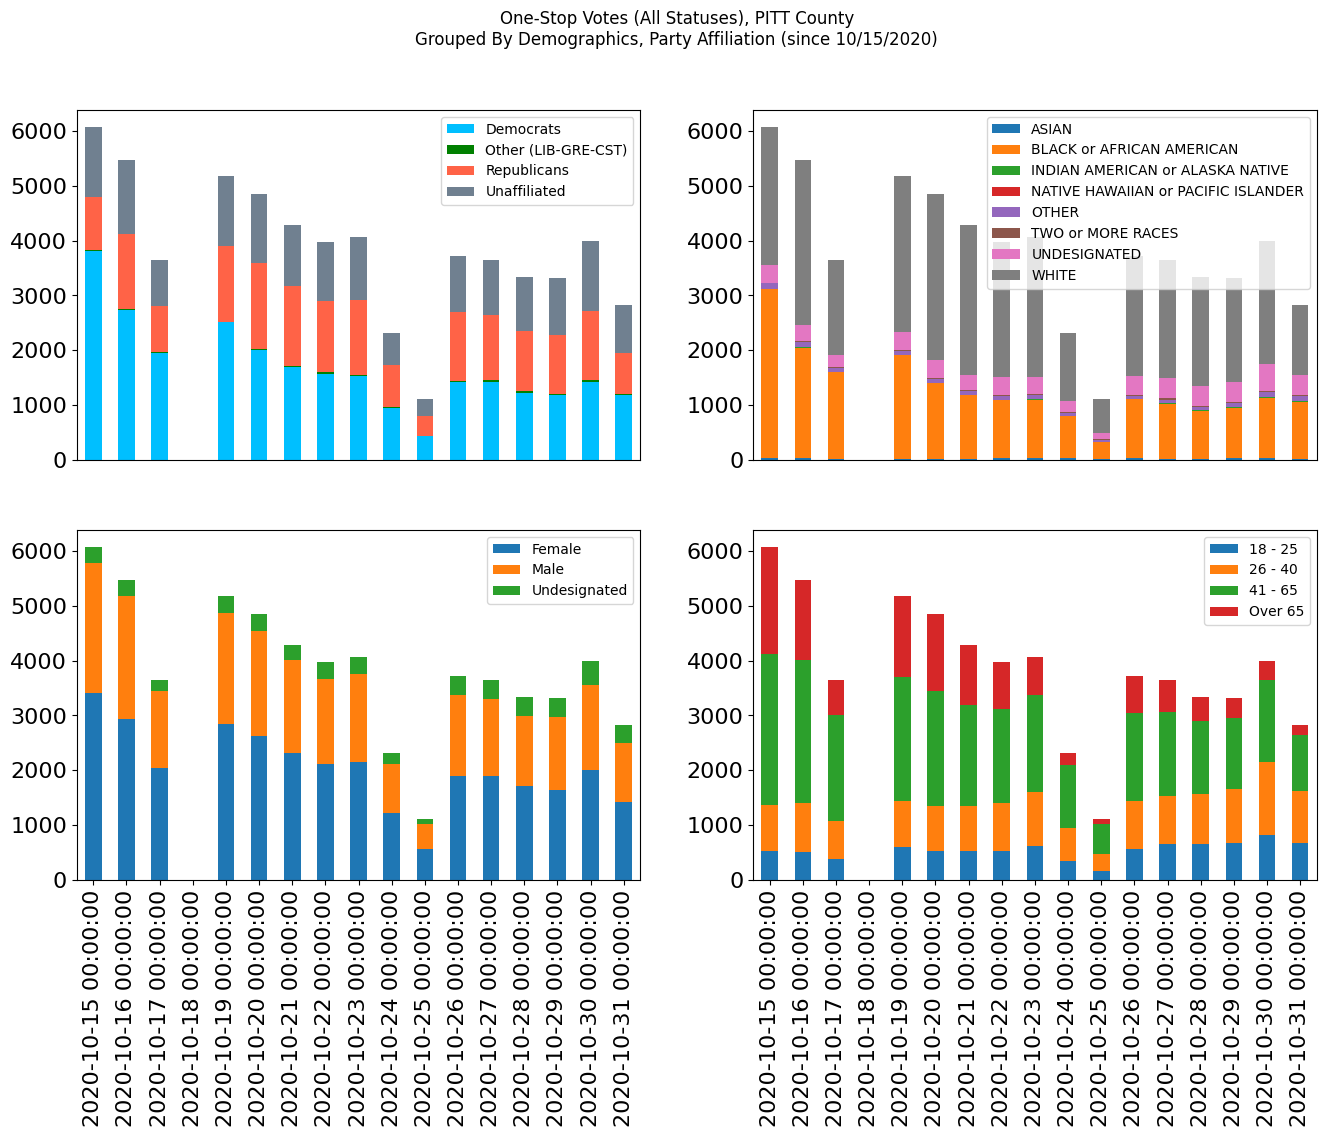 One-Stop Votes (All Statuses), PITT County
Grouped By Demographics, Party Affiliation (since 10/15/2020)
6000
5000
4000
3000
2000
1000
0
Democrats
Other (LIB-GRE-CST)
Republicans
Unaffiliated
6000
5000
4000
3000
2000
1000
0
ASIAN
BLACK or AFRICAN AMERICAN
INDIAN AMERICAN or ALASKA NATIVE
NATIVE HAWAIIAN or PACIFIC ISLANDER
OTHER
TWO or MORE RACES
UNDESIGNATED
WHITE
6000
5000
4000
3000
2000
1000
0
Female
Male
Undesignated
2020-10-15 00:00:00
2020-10-16 00:00:00
2020-10-17 00:00:00
2020-10-18 00:00:00
2020-10-19 00:00:00
2020-10-20 00:00:00
2020-10-21 00:00:00
2020-10-22 00:00:00
2020-10-23 00:00:00
2020-10-24 00:00:00
2020-10-25 00:00:00
2020-10-26 00:00:00
2020-10-27 00:00:00
2020-10-28 00:00:00
2020-10-29 00:00:00
2020-10-30 00:00:00
2020-10-31 00:00:00
6000
5000
4000
3000
2000
1000
0
18 - 25
26 - 40
41 - 65
Over 65
2020-10-15 00:00:00
2020-10-16 00:00:00
2020-10-17 00:00:00
2020-10-18 00:00:00
2020-10-19 00:00:00
2020-10-20 00:00:00
2020-10-21 00:00:00
2020-10-22 00:00:00
2020-10-23 00:00:00
2020-10-24 00:00:00
2020-10-25 00:00:00
2020-10-26 00:00:00
2020-10-27 00:00:00
2020-10-28 00:00:00
2020-10-29 00:00:00
2020-10-30 00:00:00
2020-10-31 00:00:00